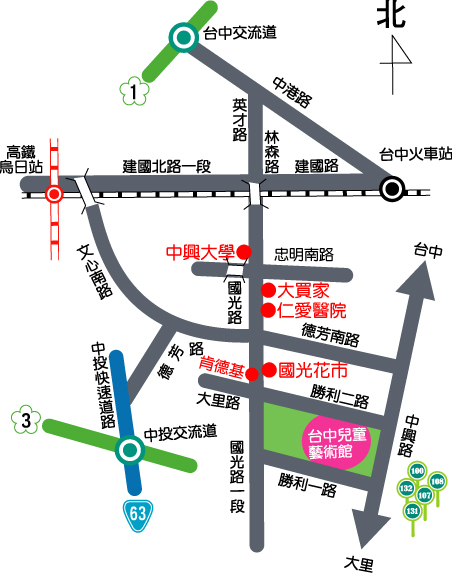 北
台中交流道
1
中港路
英才路
林森路
高鐵
烏日站
建國北路一段
建國路
台中火車站
中興大學
忠明南路
台中
文心南路
國光路
大買家
仁愛醫院
德芳南路
中投快速道路
德芳路
肯德基
國光花市
大里路
勝利二路
3
中投交流道
台中兒童
藝術館
中興路
國光路一段
勝利一路
100
108
132
107
131
63
大里